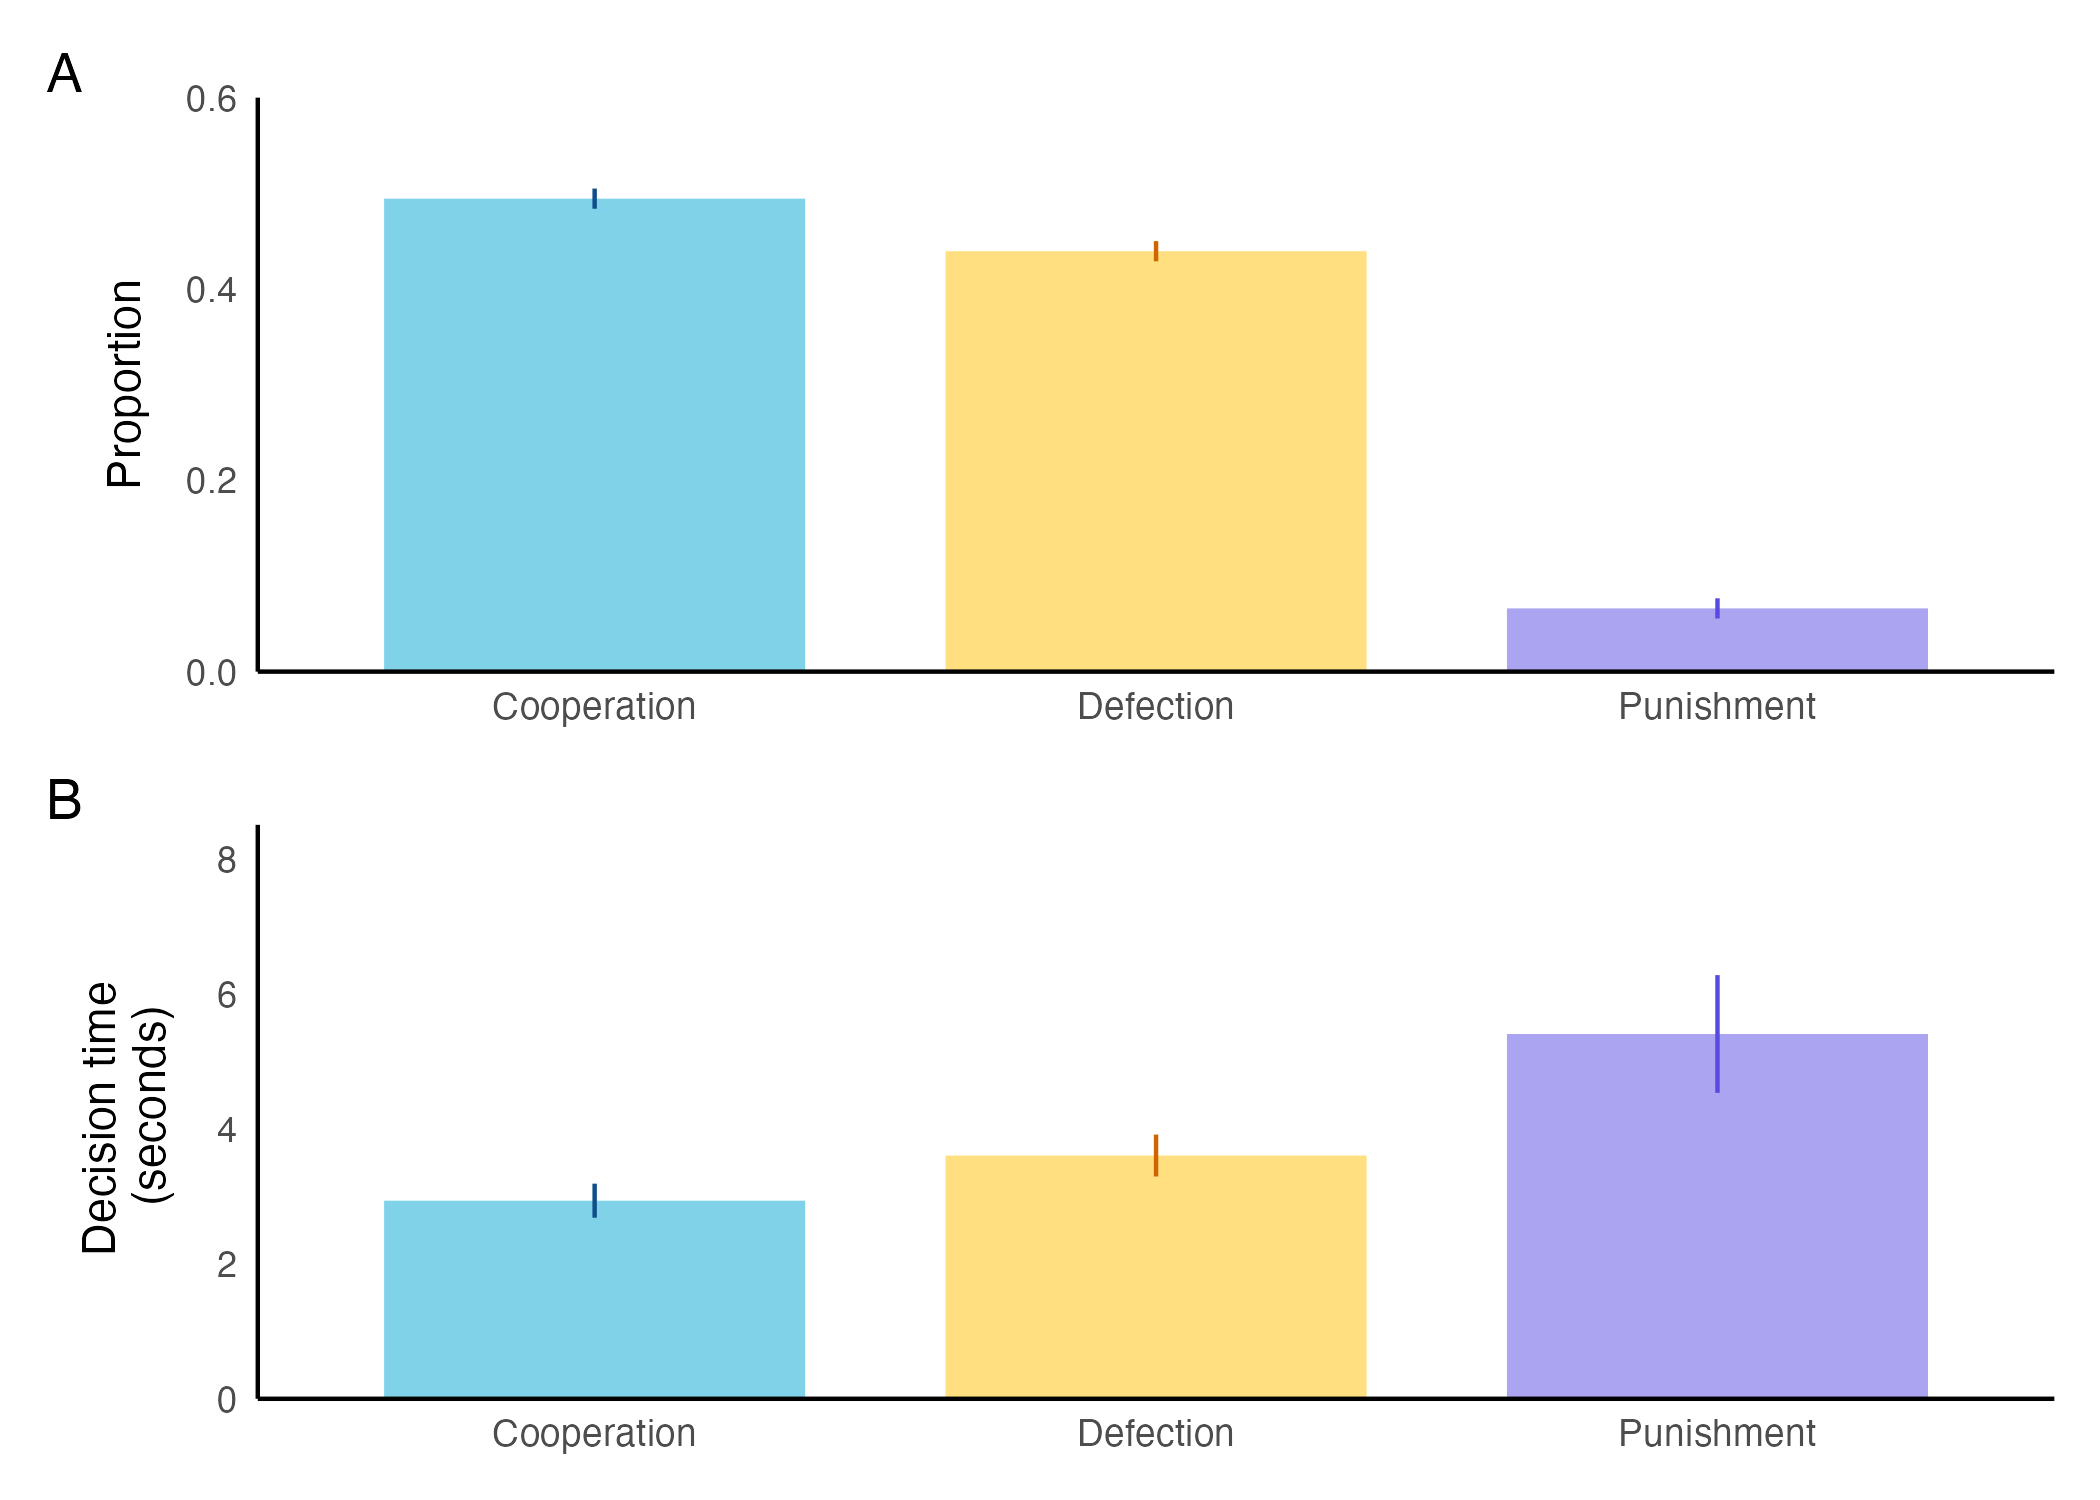 A
0.6
0.4
0.2
0.0
Proportion
Cooperation
Defection
Punishment
B
8
6
4
2
0
Decision time
(seconds)
Cooperation
Defection
Punishment